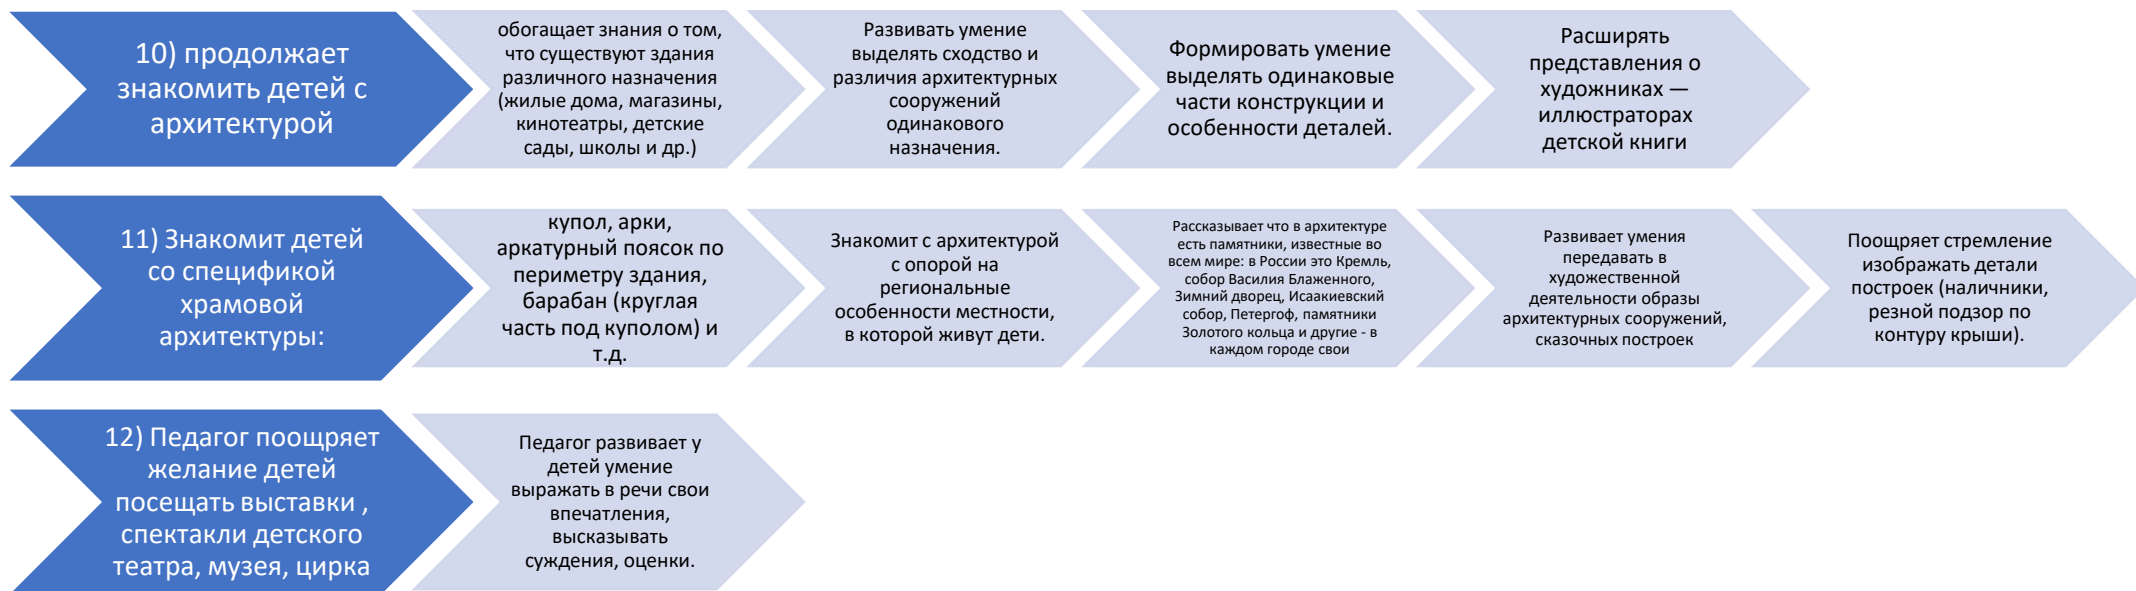 10) продолжает
знакомить детей с
архитектурой
обогащает знания о том,
что существуют здания
различного назначения
(жилые дома, магазины,
кинотеатры, детские
сады, школы и др.)
Развивать умение
выделять сходство и
различия архитектурных
сооружений
одинакового
назначения.
Формировать умение
выделять одинаковые
части конструкции и
особенности деталей.
Расширять
представления о
художниках —
иллюстраторах
детской книги
11) Знакомит детей
со спецификой
храмовой
архитектуры:
купол, арки,
аркатурный поясок по
периметру здания,
барабан (круглая
часть под куполом) и
т.д.
Знакомит с архитектурой
с опорой на
региональные
особенности местности,
в которой живут дети.
Рассказывает что в архитектуре
есть памятники, известные во
всем мире: в России это Кремль,
собор Василия Блаженного,
Зимний дворец, Исаакиевский
собор, Петергоф, памятники
Золотого кольца и другие - в
каждом городе свои
Развивает умения
передавать в
художественной
деятельности образы
архитектурных сооружений,
сказочных построек
Поощряет стремление
изображать детали
построек (наличники,
резной подзор по
контуру крыши).
12) Педагог поощряет
желание детей
посещать выставки ,
спектакли детского
театра, музея, цирка
Педагог развивает у
детей умение
выражать в речи свои
впечатления,
высказывать
суждения, оценки.